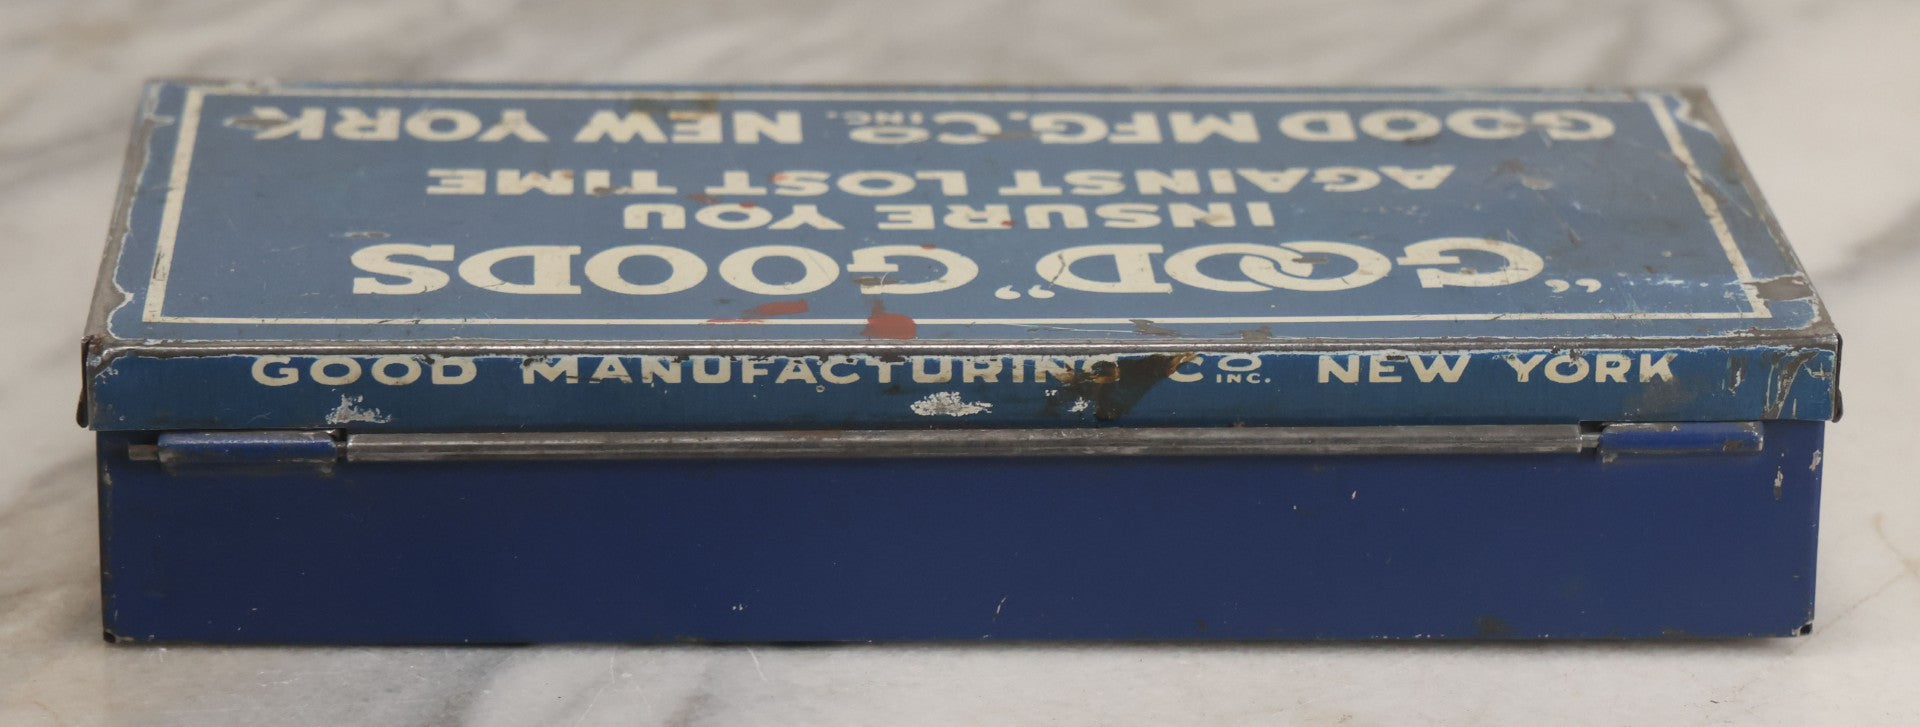 "GOOD" GOODS
INSURE YOU
AGAINST LOST TIME
GOOD MFG. CO. INC. NEW YORK
GOOD MANUFACTURING CO INC. NEW YORK